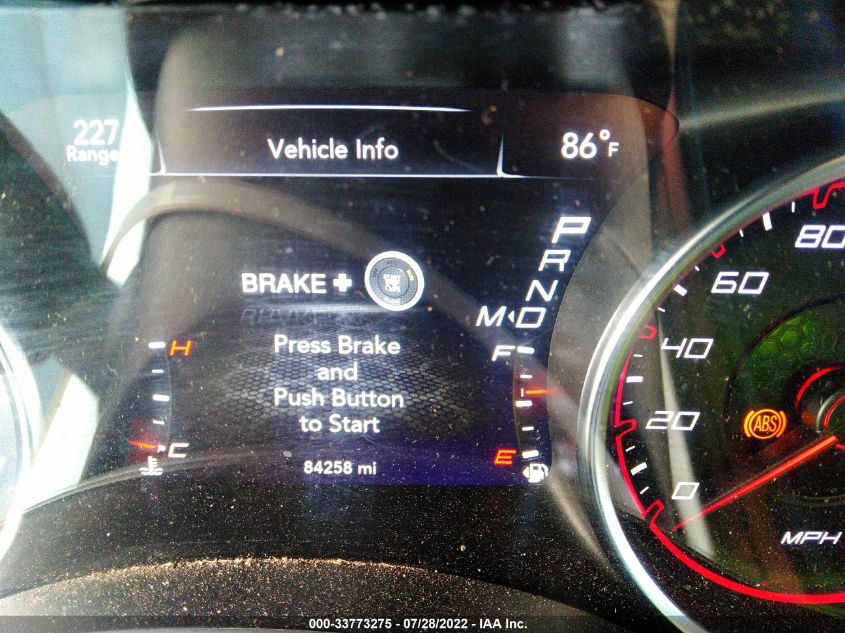 227
Range
Vehicle Info
86°F
P
R
N
M D
BRAKE +
Press Brake
and
Push Button
to Start
84258 mi
H
C
F
E
80
60
40
20
0
ABS
MPH
000-33773275 - 07/28/2022 - IAA Inc.